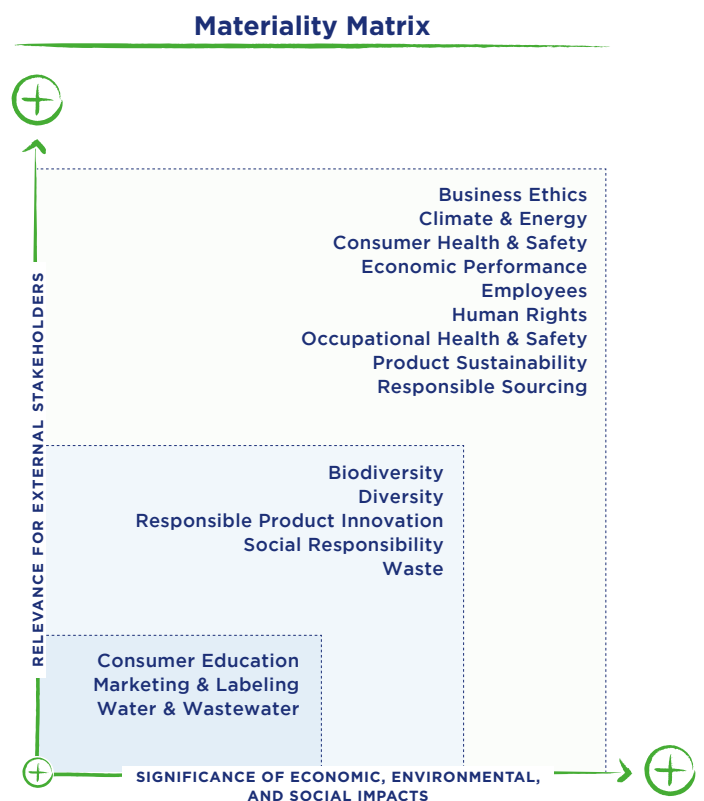 Materiality Matrix
Business Ethics
Climate & Energy
Consumer Health & Safety
Economic Performance
Employees
Human Rights
Occupational Health & Safety
Product Sustainability
Responsible Sourcing
RELEVANCE FOR EXTERNAL STAKEHOLDERS
Biodiversity
Diversity
Responsible Product Innovation
Social Responsibility
Waste
Consumer Education
Marketing & Labeling
Water & Wastewater
SIGNIFICANCE OF ECONOMIC, ENVIRONMENTAL,
AND SOCIAL IMPACTS